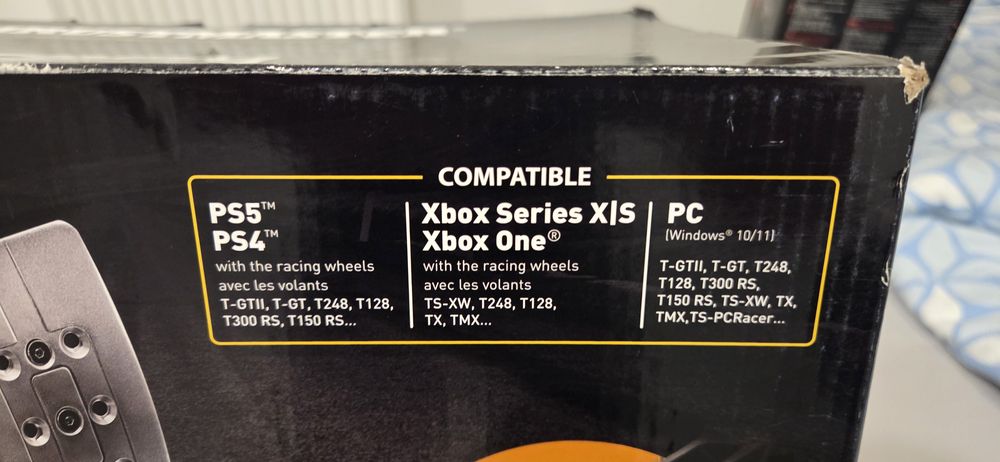 COMPATIBLE
PS5™
PS4™
with the racing wheels
avec les volants
T-GTII, T-GT, T248, T128,
T300 RS, T150 RS...
Xbox Series X|S
Xbox One®
with the racing wheels
avec les volants
TS-XW, T248, T128,
TX, TMX...
PC
(Windows® 10/11)
T-GTII, T-GT, T248,
T128, T300 RS,
T150 RS, TS-XW, TX,
TMX,TS-PCRacer...